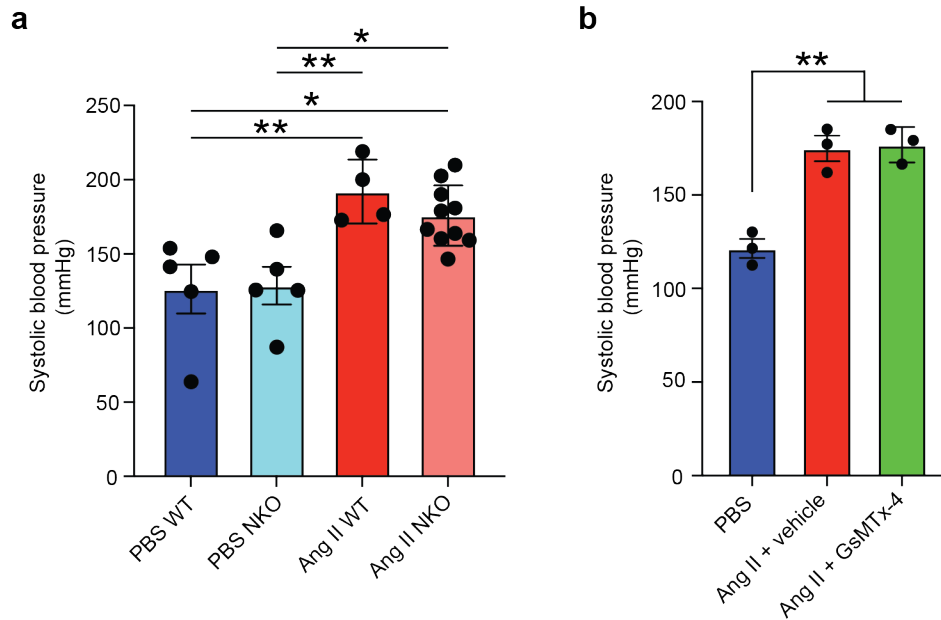 a
b
*
**
*
**
**
250
200
150
100
50
0
Systolic blood pressure
(mmHg)
PBS WT
PBS NKO
Ang II WT
Ang II NKO
200
150
100
50
0
Systolic blood pressure
(mmHg)
PBS
Ang II + vehicle
Ang II + GsMTx-4